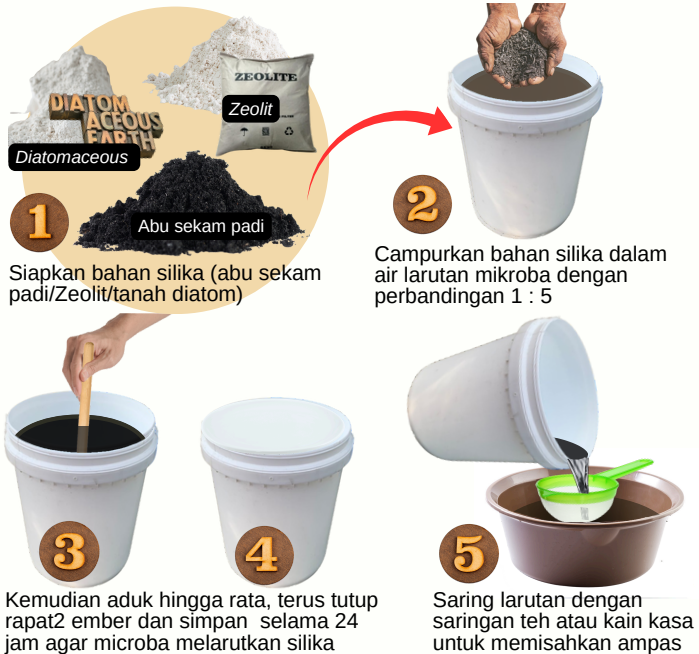 DIATOM
ACEOUS
EARTH
ZEOLITE
Zeolit
Diatomaceous
Abu sekam padi
1
Siapkan bahan silika (abu sekam
padi/Zeolit/tanah diatom)
2
Campurkan bahan silika dalam
air larutan mikroba dengan
perbandingan 1 : 5
3
4
Kemudian aduk hingga rata, terus tutup
rapat2 ember dan simpan selama 24
jam agar microba melarutkan silika
5
Saring larutan dengan
saringan teh atau kain kasa
untuk memisahkan ampas